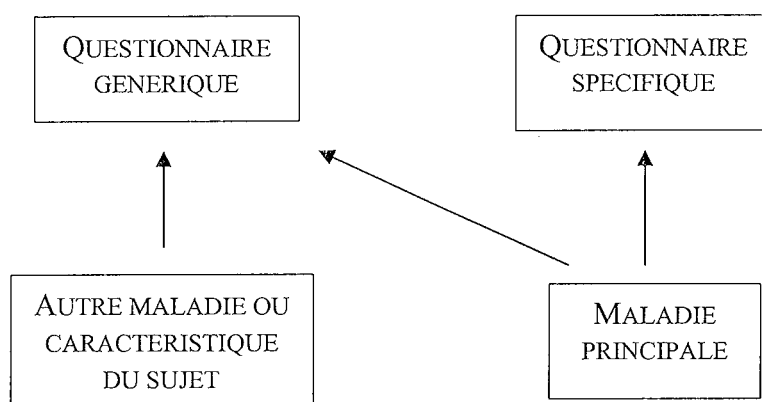 QUESTIONNAIRE
GENERIQUE
QUESTIONNAIRE
SPECIFIQUE
AUTRE MALADIE OU
CARACTERISTIQUE
DU SUJET
MALADIE
PRINCIPALE